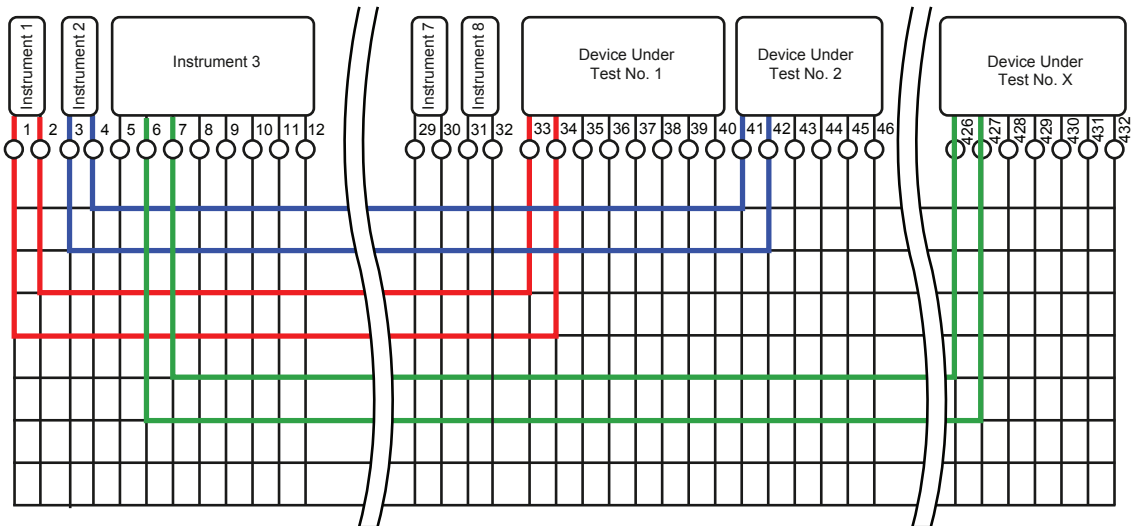 Instrument 1
Instrument 2
Instrument 3
Instrument 7
Instrument 8
Device Under
Test No. 1
Device Under
Test No. 2
Device Under
Test No. X
1 2 3 4 5 6 7 8 9 10 11 12 29 30 31 32 33 34 35 36 37 38 39 40 41 42 43 44 45 46 426 427 428 429 430 431 432